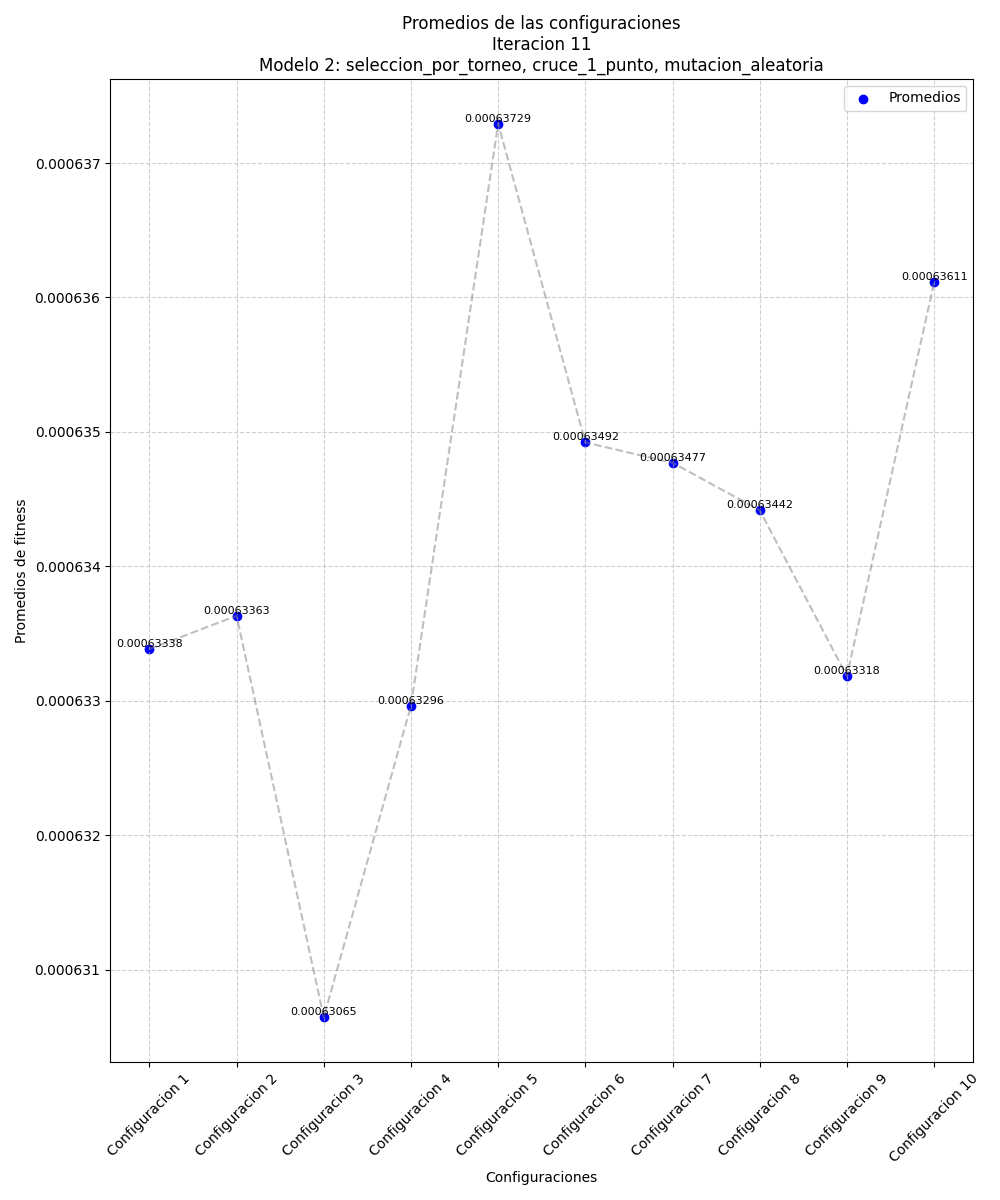 Promedios de las configuraciones
Iteracion 11
Modelo 2: seleccion_por_torneo, cruce_1_punto, mutacion_aleatoria
Promedios
0.00063729
0.000637
0.00063611
0.000636
0.000635
0.00063492
0.00063477
0.00063442
0.000634
0.00063363
0.00063338
0.00063318
0.000633
0.00063296
0.000632
0.000631
0.00063065
Promedios de fitness
Configuracion 1
Configuracion 2
Configuracion 3
Configuracion 4
Configuracion 5
Configuracion 6
Configuracion 7
Configuracion 8
Configuracion 9
Configuracion 10
Configuraciones